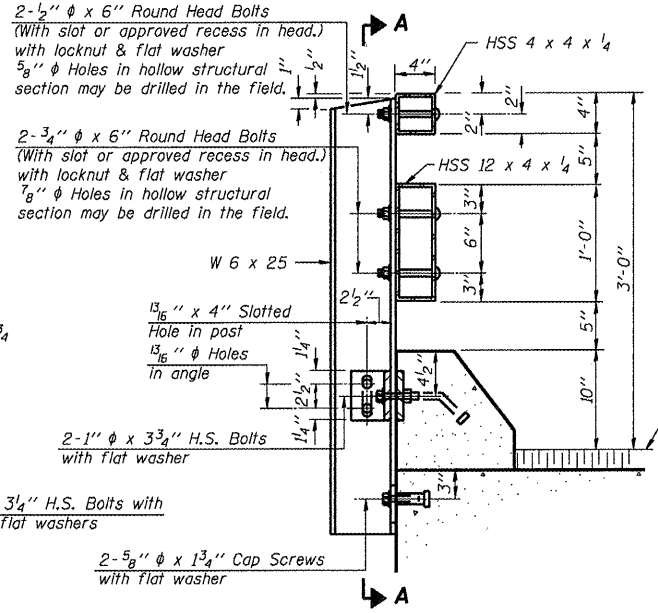 2-½" ϕ x 6" Round Head Bolts
(With slot or approved recess in head.)
with locknut & flat washer
⅝" ϕ Holes in hollow structural
section may be drilled in the field.
1"
½"
1½"
A
4"
HSS 4 x 4 x ¼
2"
2"
4"
2-¾" ϕ x 6" Round Head Bolts
(With slot or approved recess in head.)
with locknut & flat washer
⅞" ϕ Holes in hollow structural
section may be drilled in the field.
5"
HSS 12 x 4 x ¼
3"
6"
3"
1'-0"
3'-0"
W 6 x 25
2½"
¹³⁄₁₆" x 4" Slotted
Hole in post
5"
¾
¹³⁄₁₆" ϕ Holes
in angle
1¼"
2½"
1¼"
4½"
10"
2-1" ϕ x 3¾" H.S. Bolts
with flat washer
3¼" H.S. Bolts with
flat washers
3"
2-⅝" ϕ x 1¾" Cap Screws
with flat washer
A